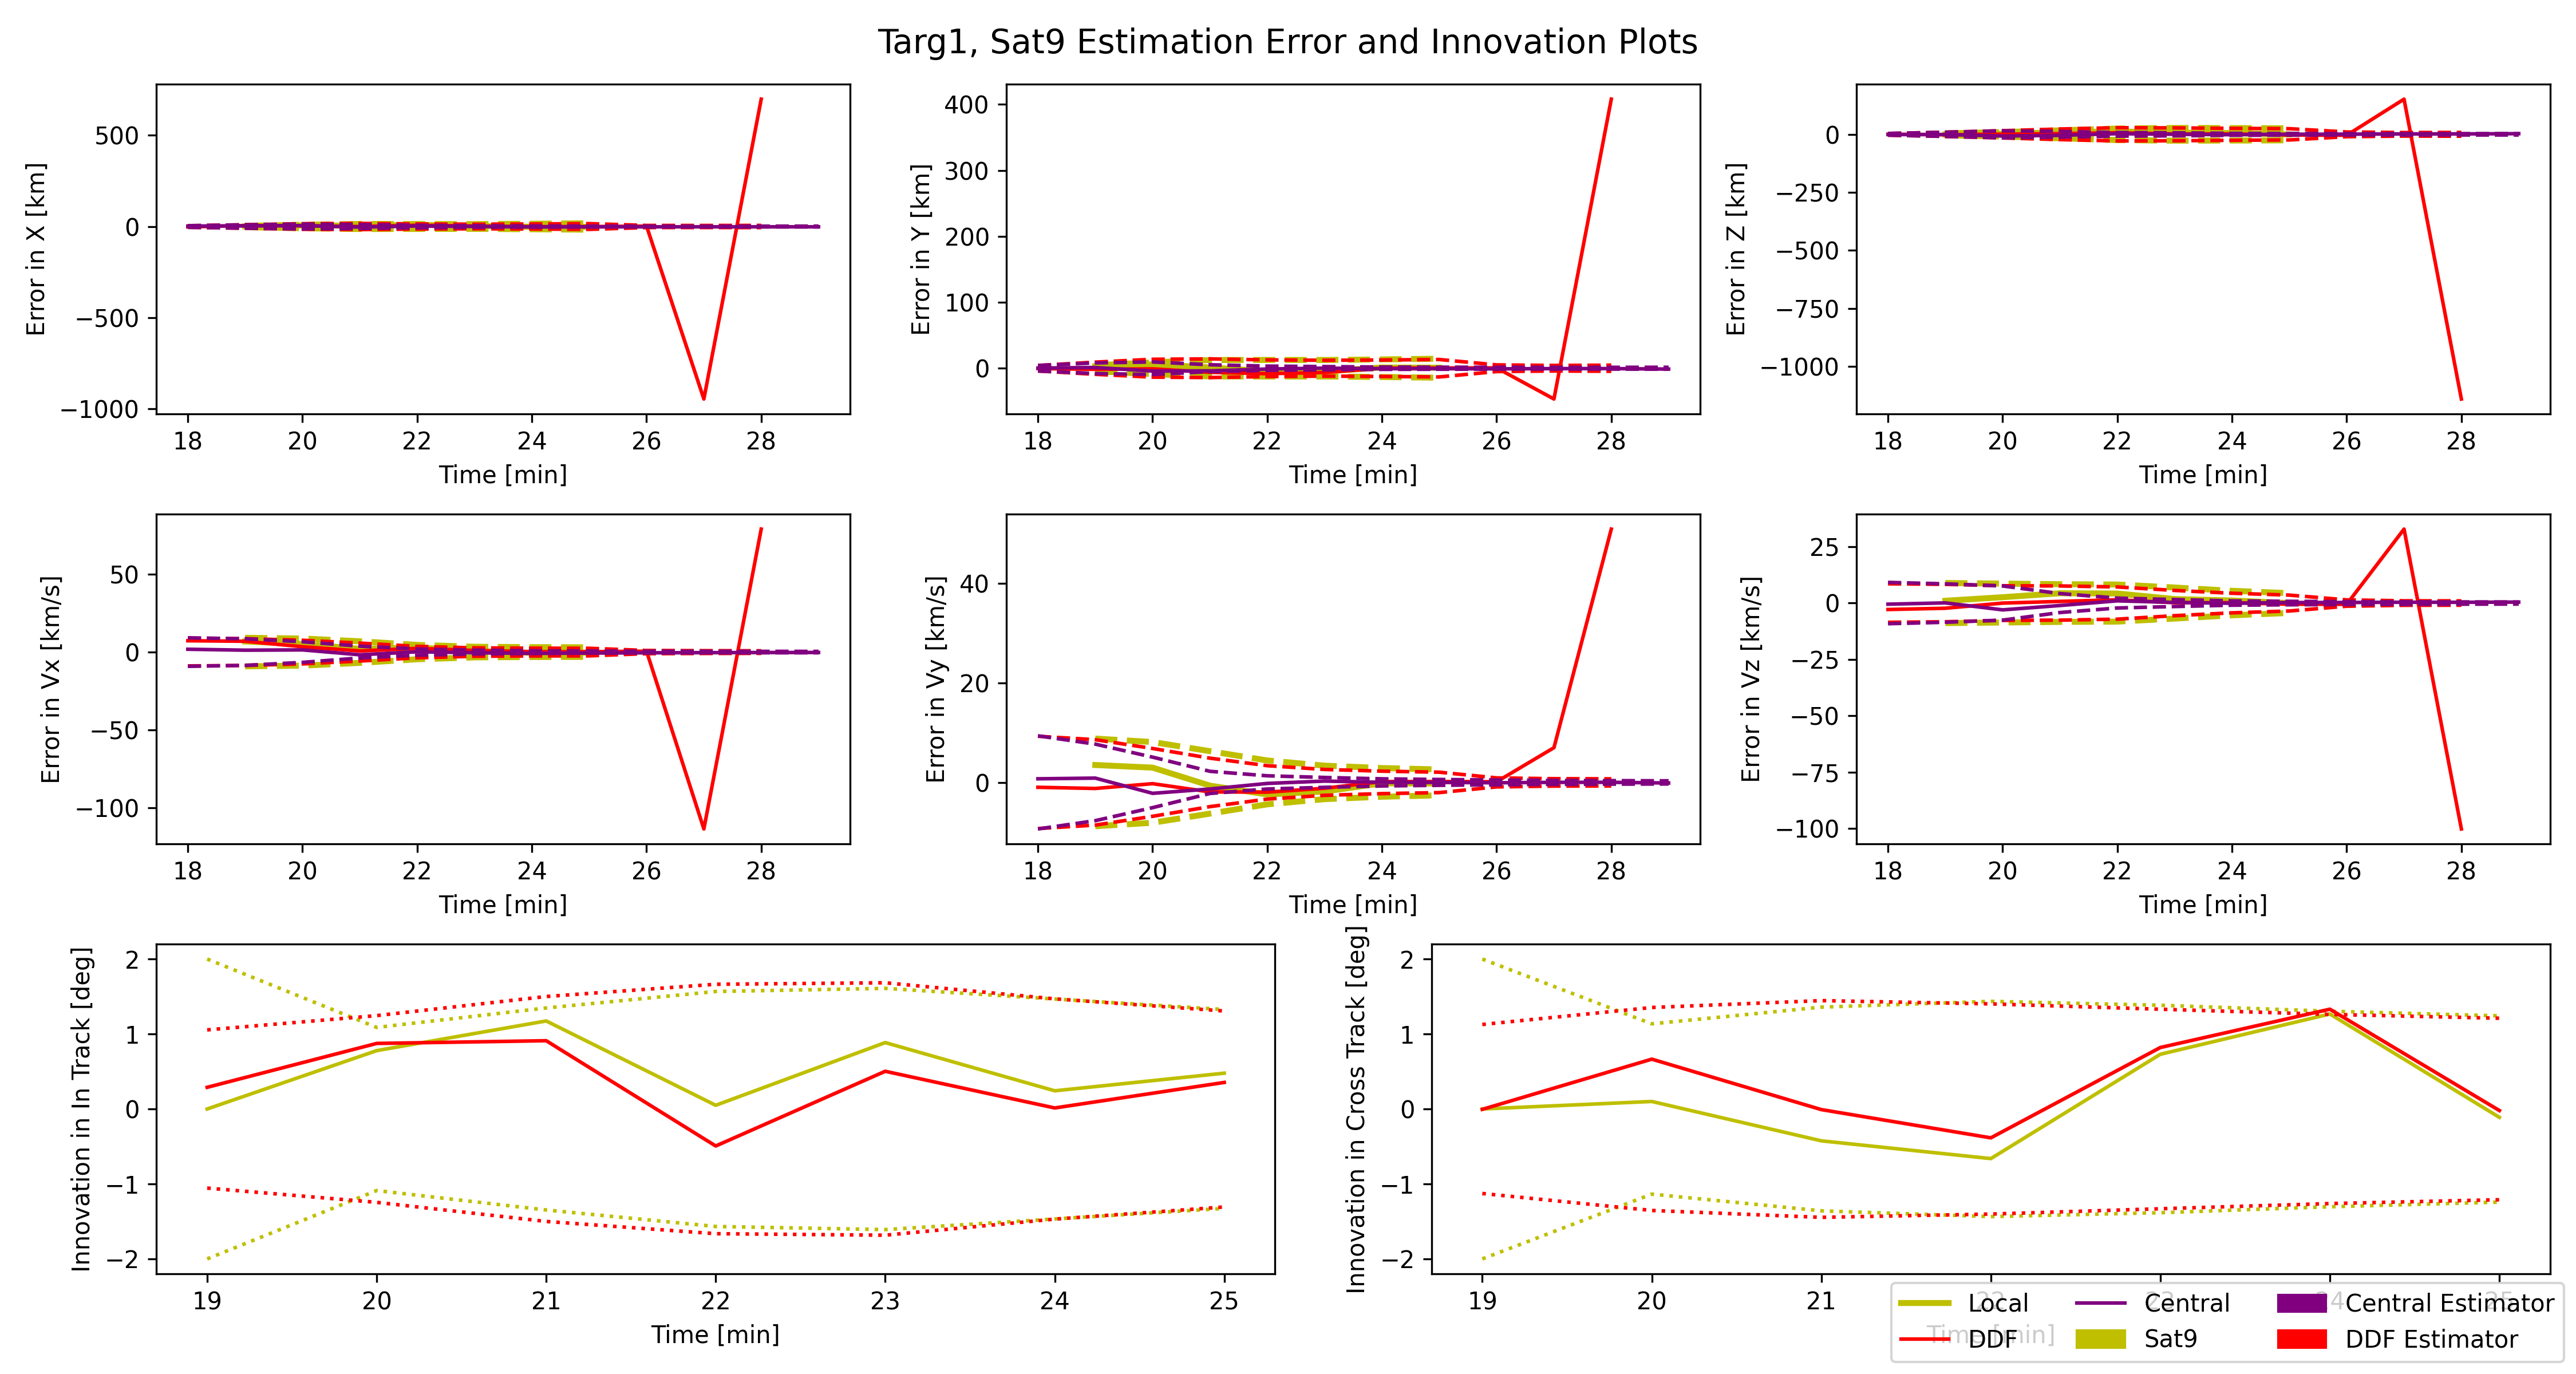 Targ1, Sat9 Estimation Error and Innovation Plots
Error in X [km]
500
0
−500
−1000
18 20 22 24 26 28
Time [min]
Error in Y [km]
400
300
200
100
0
18 20 22 24 26 28
Time [min]
Error in Z [km]
0
−250
−500
−750
−1000
18 20 22 24 26 28
Time [min]
Error in Vx [km/s]
50
0
−50
−100
18 20 22 24 26 28
Time [min]
Error in Vy [km/s]
40
20
0
18 20 22 24 26 28
Time [min]
Error in Vz [km/s]
25
0
−25
−50
−75
−100
18 20 22 24 26 28
Time [min]
Innovation in In Track [deg]
2
1
0
−1
−2
19 20 21 22 23 24 25
Time [min]
Innovation in Cross Track [deg]
2
1
0
−1
−2
19 20 21 22 23 24 25
Time [min]
Local Central Central Estimator
DDF Sat9 DDF Estimator